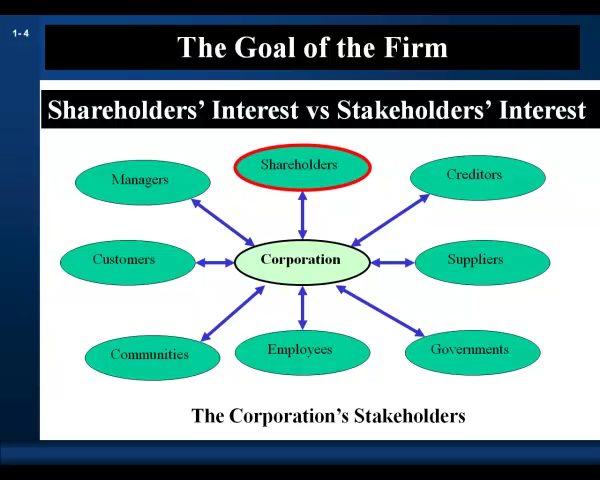 1- 4
The Goal of the Firm
Shareholders’ Interest vs Stakeholders’ Interest
Managers
Shareholders
Creditors
Customers
Corporation
Suppliers
Communities
Employees
Governments
The Corporation’s Stakeholders